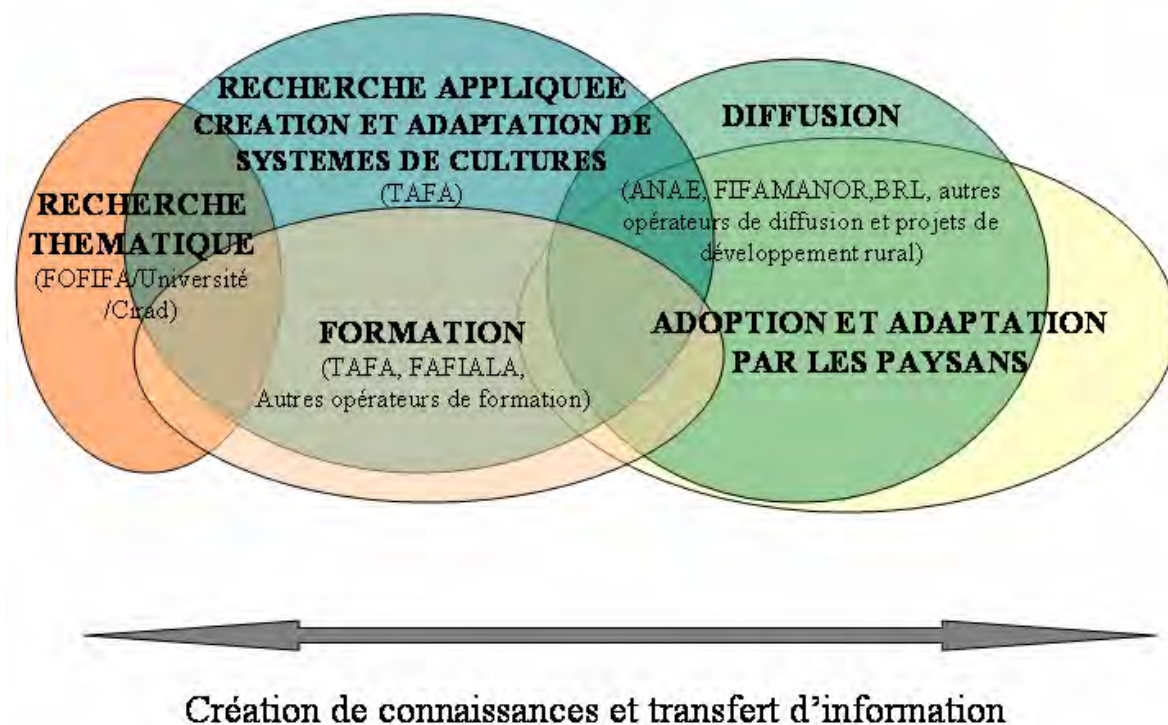 RECHERCHE APPLIQUEE
CREATION ET ADAPTATION DE
SYSTEMES DE CULTURES
(TAFA)
DIFFUSION
(ANAE, FIFAMANOR,BRL, autres
opérateurs de diffusion et projets de
développement rural)
RECHERCHE
THEMATIQUE
(FOFIFA/Université
/Cirad)
FORMATION
(TAFA, FAFIALA,
Autres opérateurs de formation)
ADOPTION ET ADAPTATION
PAR LES PAYSANS
Création de connaissances et transfert d'information